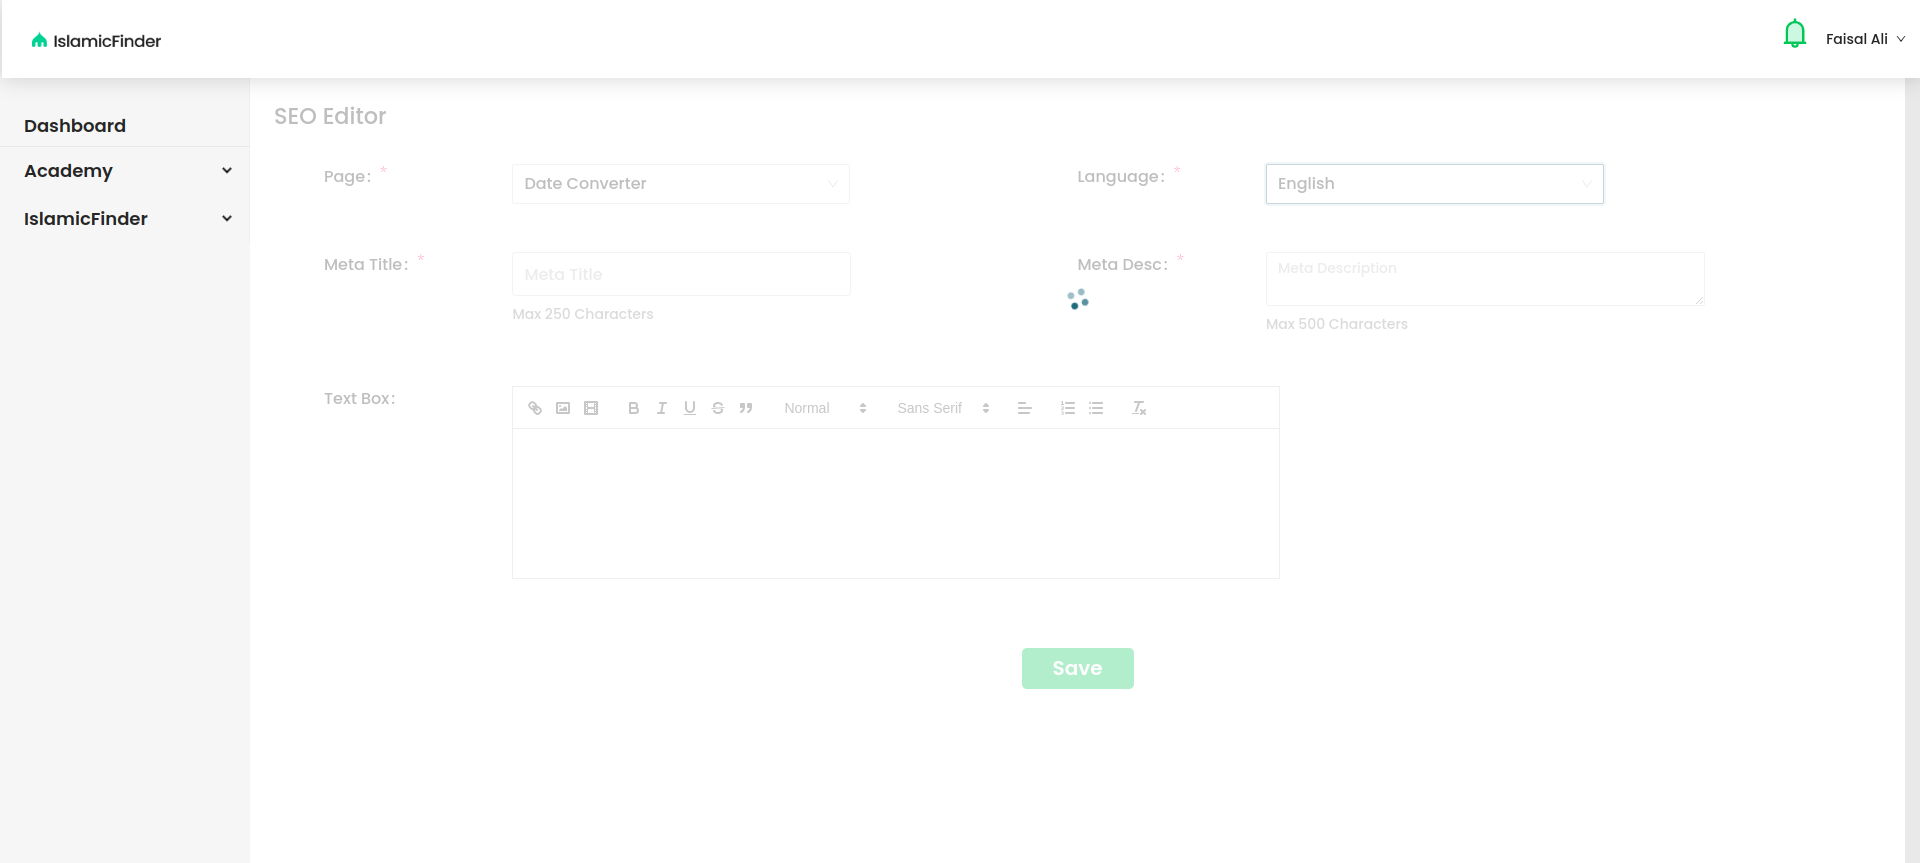 IslamicFinder
Faisal Ali
Dashboard
Academy
IslamicFinder
SEO Editor
Page: *
Date Converter
Language: *
English
Meta Title: *
Meta Title
Max 250 Characters
Meta Desc: *
Meta Description
Max 500 Characters
Text Box:
Normal
Sans Serif
Save